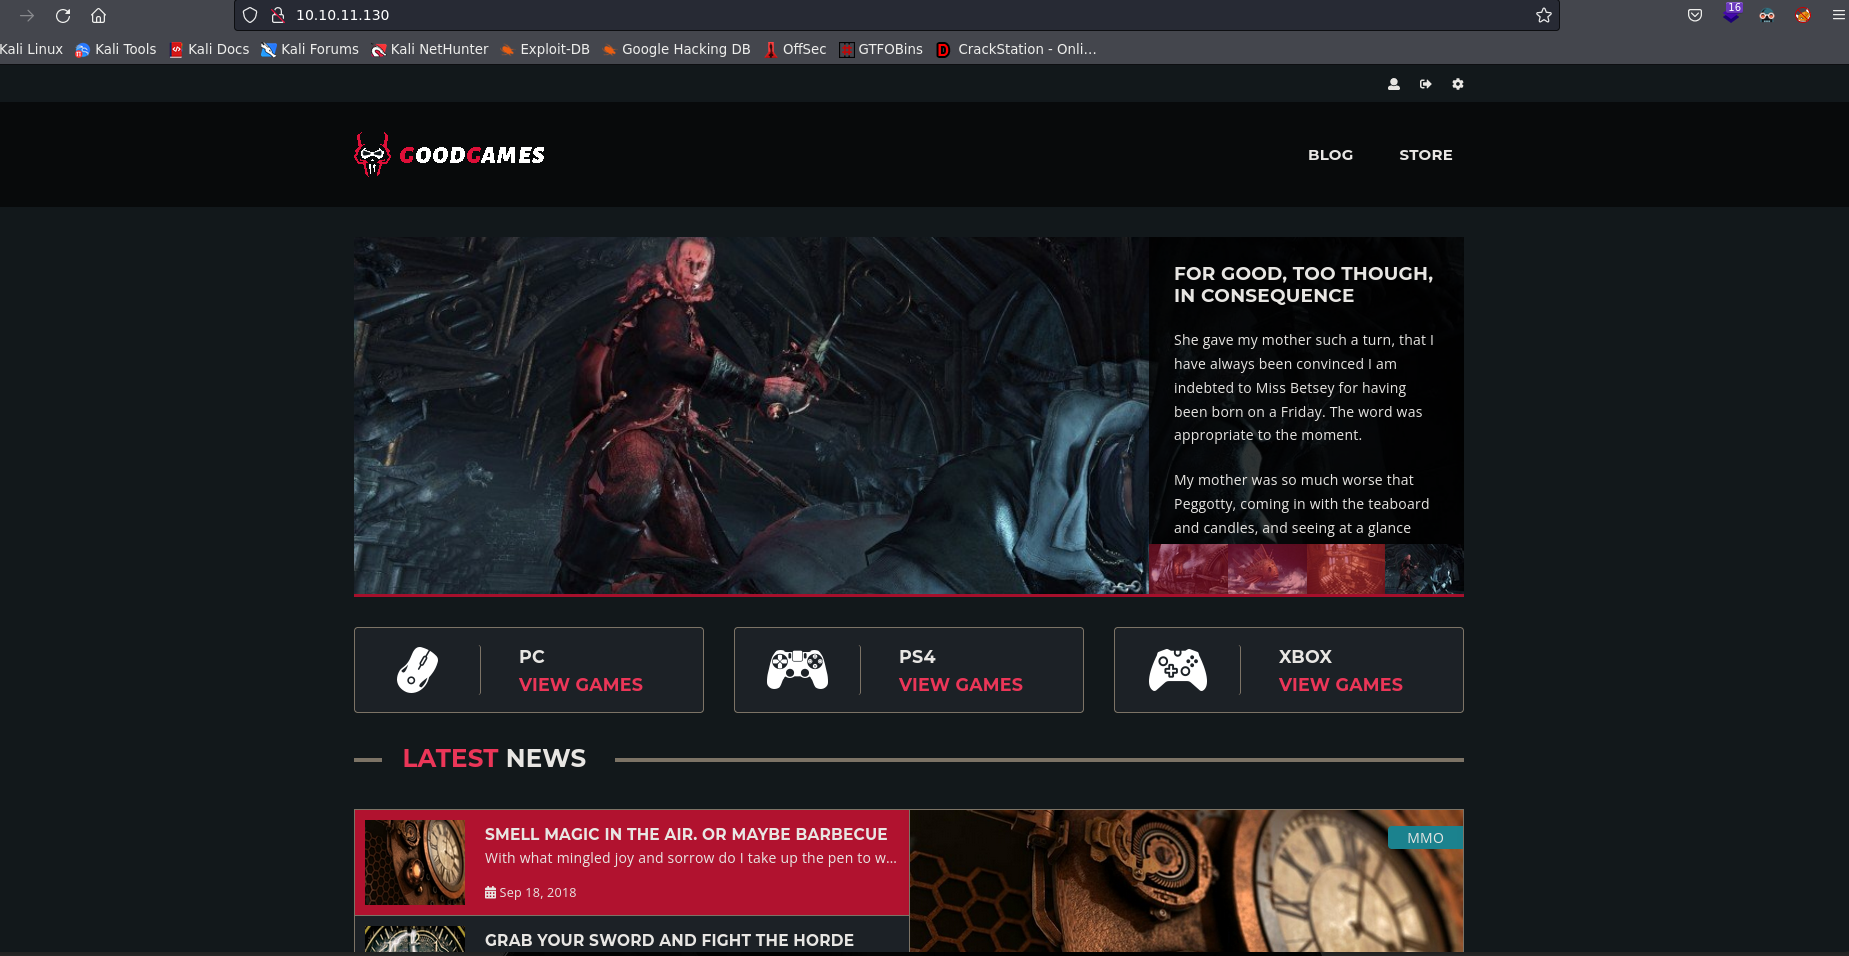 10.10.11.130
16
Kali Linux Kali Tools Kali Docs Kali Forums Kali NetHunter Exploit-DB Google Hacking DB OffSec GTFOBins CrackStation - Onli…
GOODGAMES
BLOG STORE
FOR GOOD, TOO THOUGH,
IN CONSEQUENCE
She gave my mother such a turn, that I
have always been convinced I am
indebted to Miss Betsey for having
been born on a Friday. The word was
appropriate to the moment.
My mother was so much worse that
Peggotty, coming in with the teaboard
and candles, and seeing at a glance
PC
VIEW GAMES
PS4
VIEW GAMES
XBOX
VIEW GAMES
LATEST NEWS
SMELL MAGIC IN THE AIR. OR MAYBE BARBECUE
With what mingled joy and sorrow do I take up the pen to w...
Sep 18, 2018
MMO
GRAB YOUR SWORD AND FIGHT THE HORDE